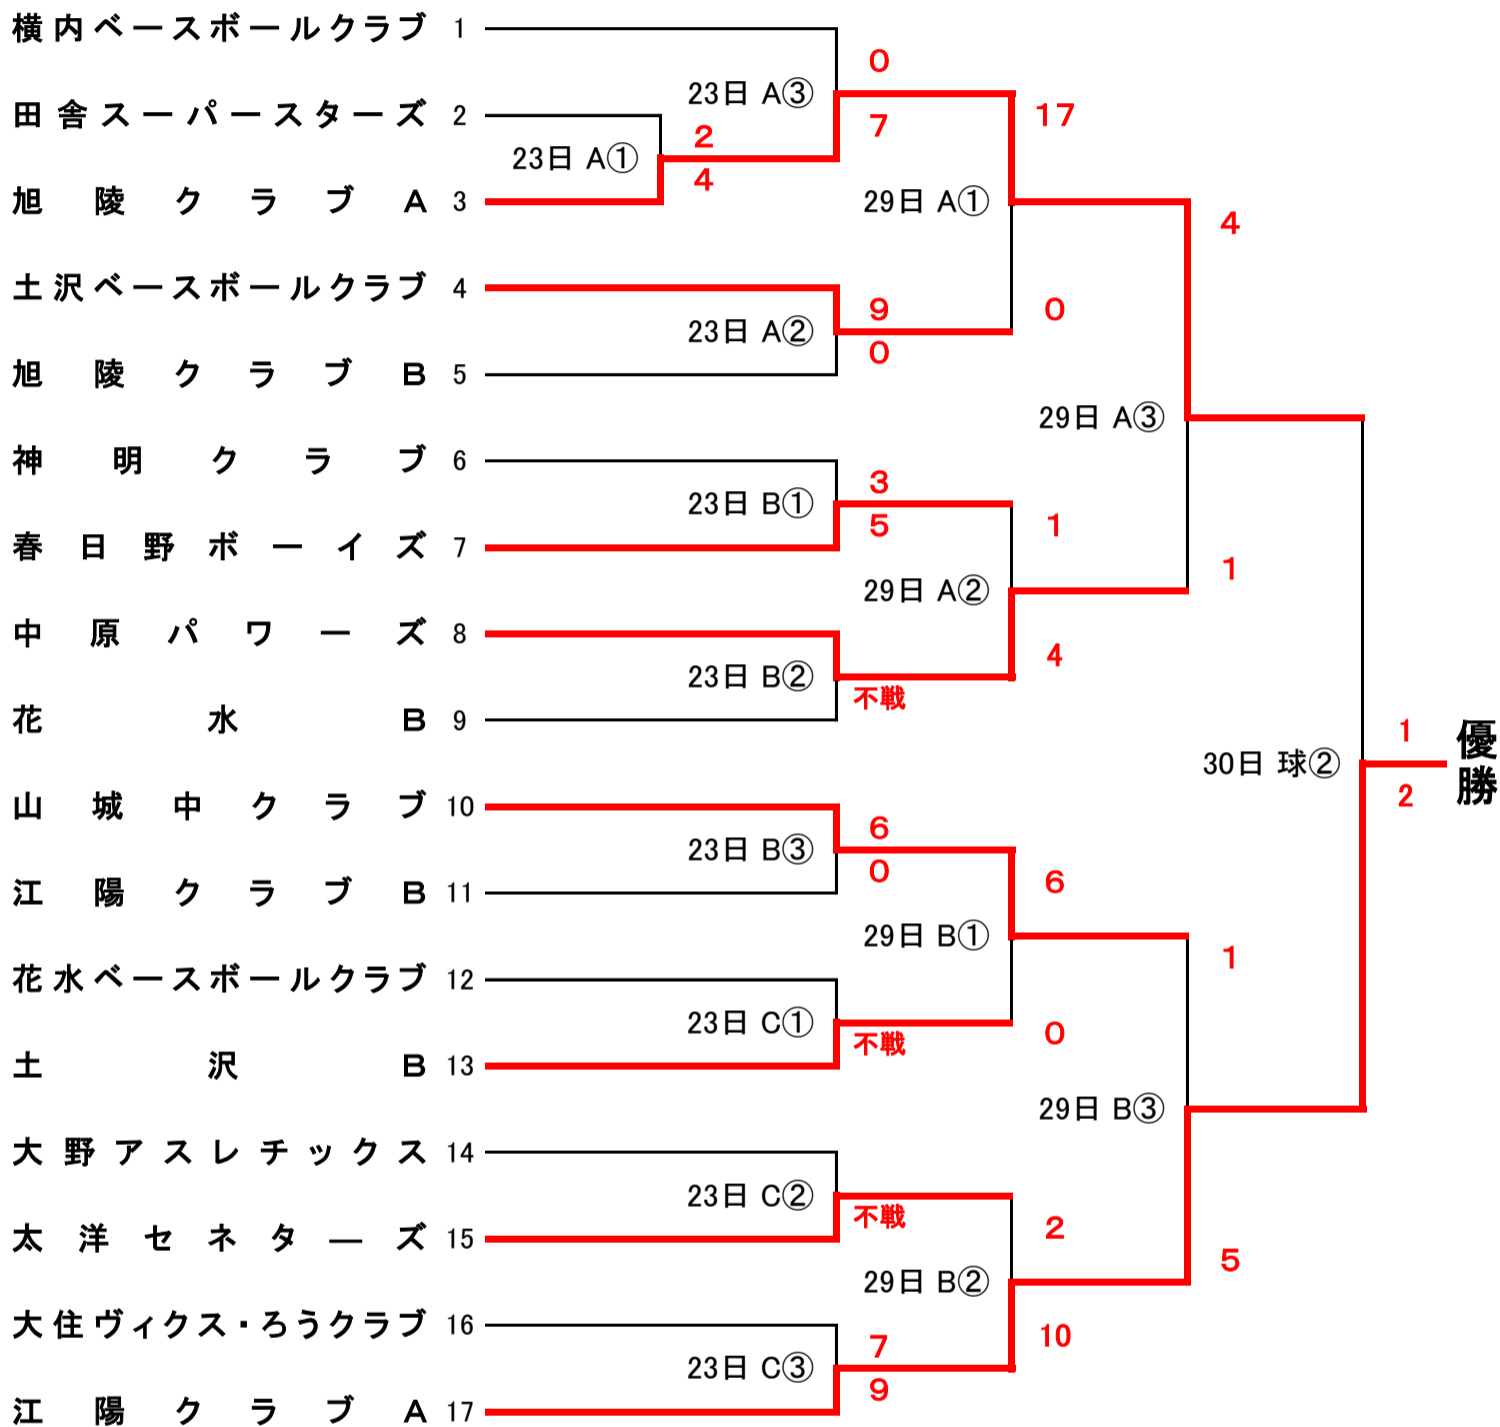 横内ベースボールクラブ 1
0
23日 A③
田舎スーパースターズ 2
17
7
2
23日 A①
4
旭陵クラブA 3
29日 A①
4
土沢ベースボールクラブ 4
9
0
23日 A②
0
旭陵クラブB 5
29日 A③
神明クラブ 6
3
23日 B①
5
1
春日野ボーイズ 7
1
29日 A②
中原パワーズ 8
4
23日 B②
不戦
花水B 9
1
優勝
30日 球②
2
山城中クラブ 10
6
23日 B③
0
6
江陽クラブB 11
29日 B①
1
花水ベースボールクラブ 12
23日 C①
不戦
0
土沢B 13
29日 B③
大野アスレチックス 14
23日 C②
不戦
2
太洋セネタ―ズ 15
5
29日 B②
大住ヴィクス・ろうクラブ 16
10
7
23日 C③
9
江陽クラブA 17